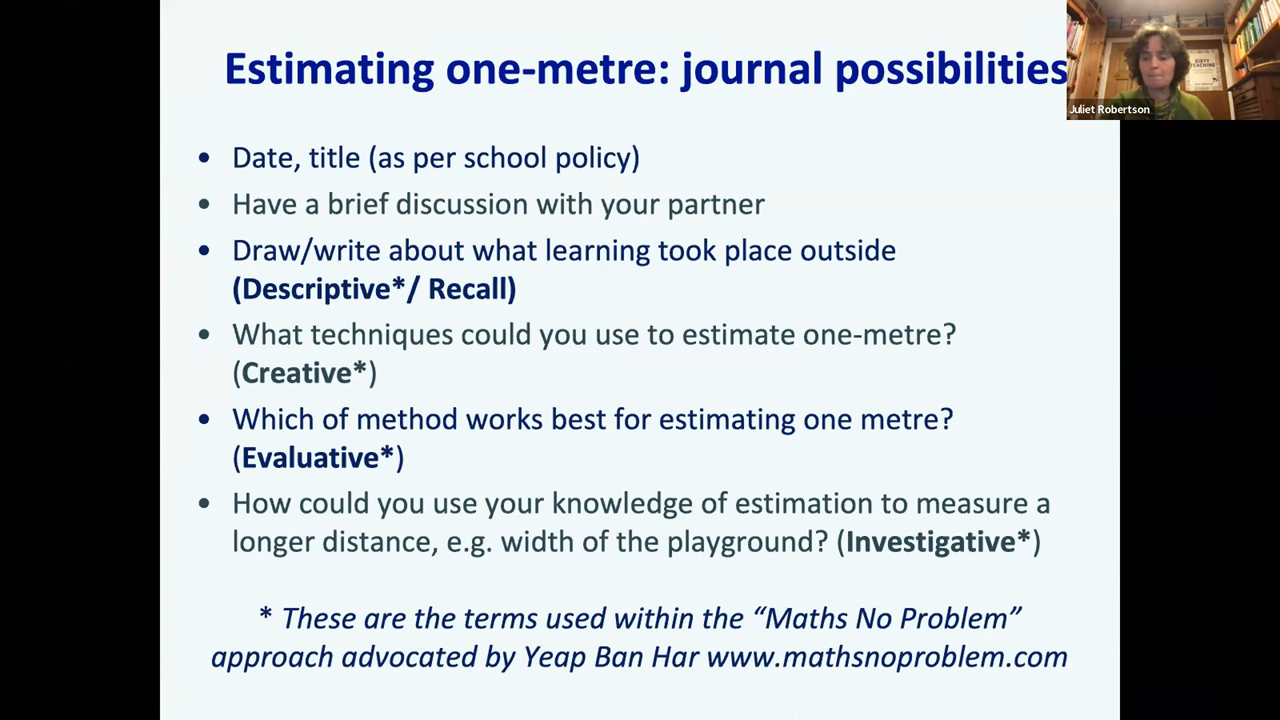 Estimating one-metre: journal possibilities
Juliet Robertson
DIRTY
TEACHING
• Date, title (as per school policy)
• Have a brief discussion with your partner
• Draw/write about what learning took place outside
(Descriptive*/ Recall)
• What techniques could you use to estimate one-metre?
(Creative*)
• Which of method works best for estimating one metre?
(Evaluative*)
• How could you use your knowledge of estimation to measure a
longer distance, e.g. width of the playground? (Investigative*)
* These are the terms used within the “Maths No Problem”
approach advocated by Yeap Ban Har www.mathsnoproblem.com